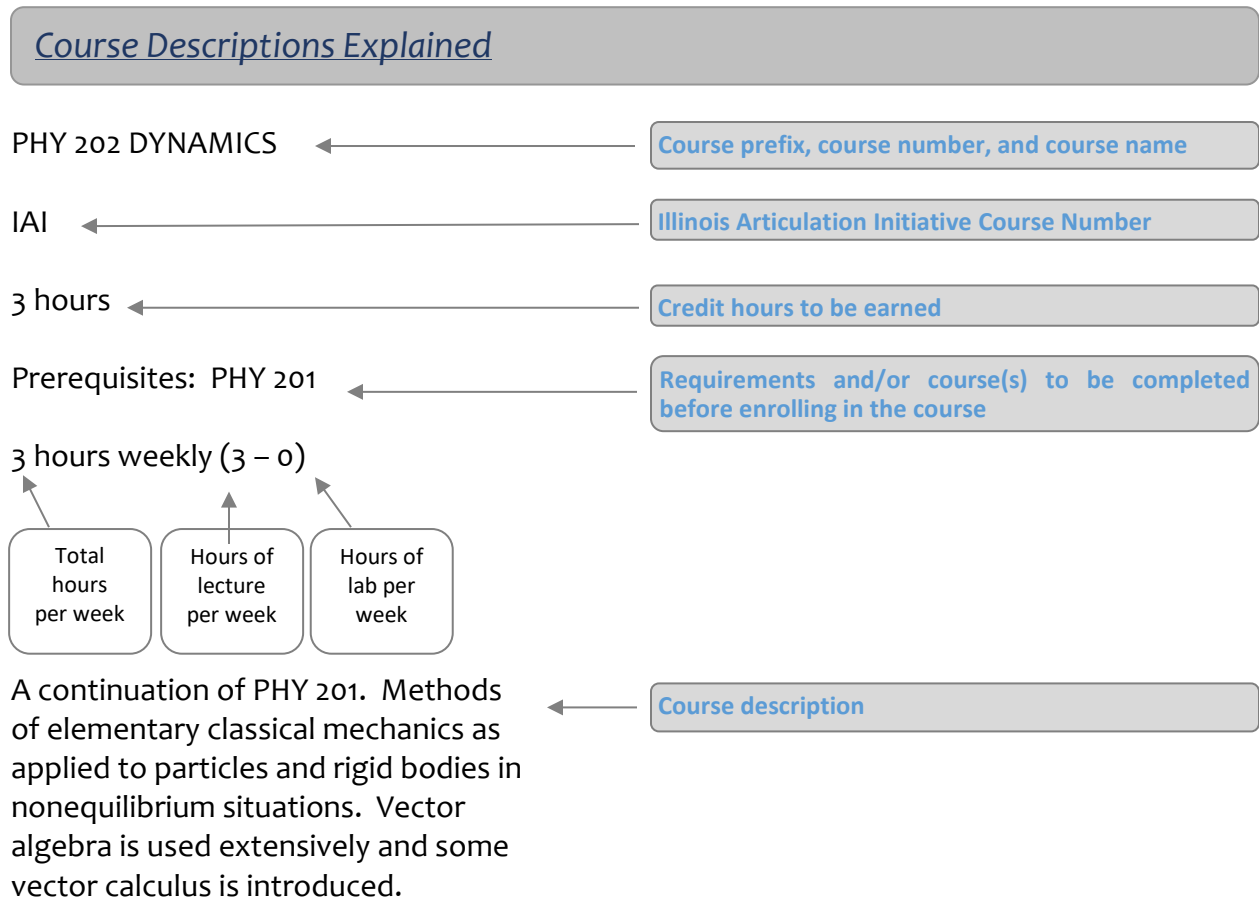 Course Descriptions Explained
PHY 202 DYNAMICS
Course prefix, course number, and course name
IAI
Illinois Articulation Initiative Course Number
3 hours
Credit hours to be earned
Prerequisites: PHY 201
Requirements and/or course(s) to be completed
before enrolling in the course
3 hours weekly (3 – 0)
Total
hours
per week
Hours of
lecture
per week
Hours of
lab per
week
A continuation of PHY 201. Methods
of elementary classical mechanics as
applied to particles and rigid bodies in
nonequilibrium situations. Vector
algebra is used extensively and some
vector calculus is introduced.
Course description